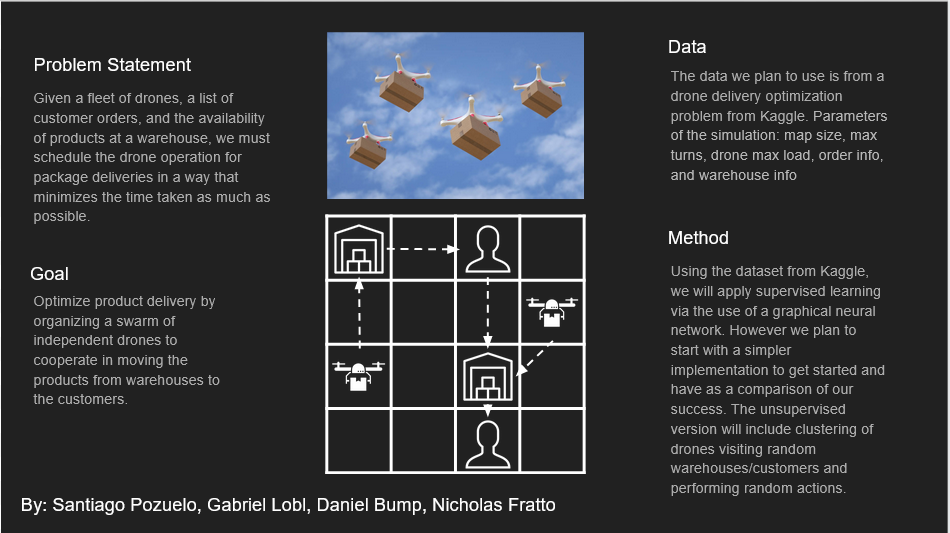 Problem Statement
Given a fleet of drones, a list of
customer orders, and the availability
of products at a warehouse, we must
schedule the drone operation for
package deliveries in a way that
minimizes the time taken as much as
possible.
Goal
Optimize product delivery by
organizing a swarm of
independent drones to
cooperate in moving the
products from warehouses to
the customers.
Data
The data we plan to use is from a
drone delivery optimization
problem from Kaggle. Parameters
of the simulation: map size, max
turns, drone max load, order info,
and warehouse info
Method
Using the dataset from Kaggle,
we will apply supervised learning
via the use of a graphical neural
network. However we plan to
start with a simpler
implementation to get started and
have as a comparison of our
success. The unsupervised
version will include clustering of
drones visiting random
warehouses/customers and
performing random actions.
By: Santiago Pozuelo, Gabriel Lobl, Daniel Bump, Nicholas Fratto